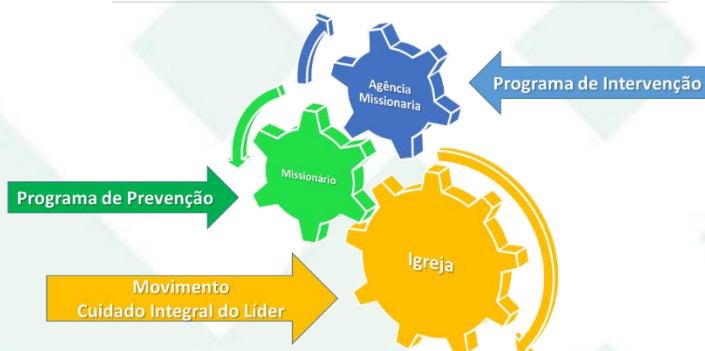 Agência
Missionaria
Programa de Intervenção
Missionário
Programa de Prevenção
Igreja
Movimento
Cuidado Integral do Líder